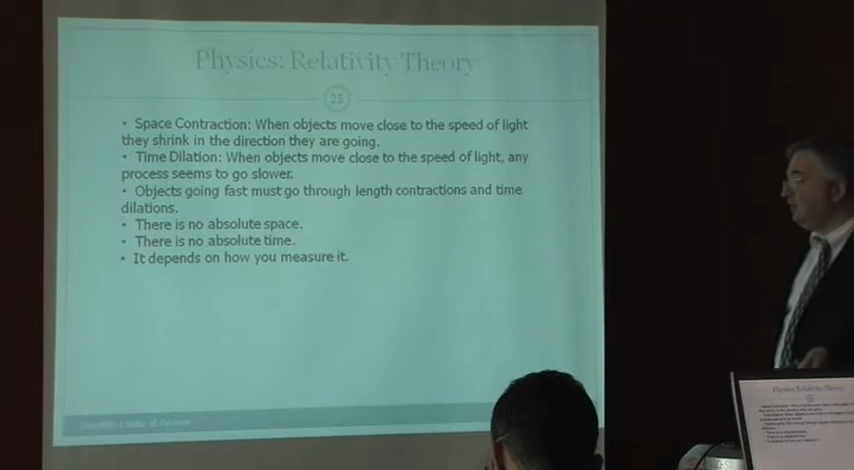 Physics: Relativity Theory
25
• Space Contraction: When objects move close to the speed of light
they shrink in the direction they are going.
• Time Dilation: When objects move close to the speed of light, any
process seems to go slower.
• Objects going fast must go through length contractions and time
dilations.
• There is no absolute space.
• There is no absolute time.
• It depends on how you measure it.
Physics: Relativity Theory